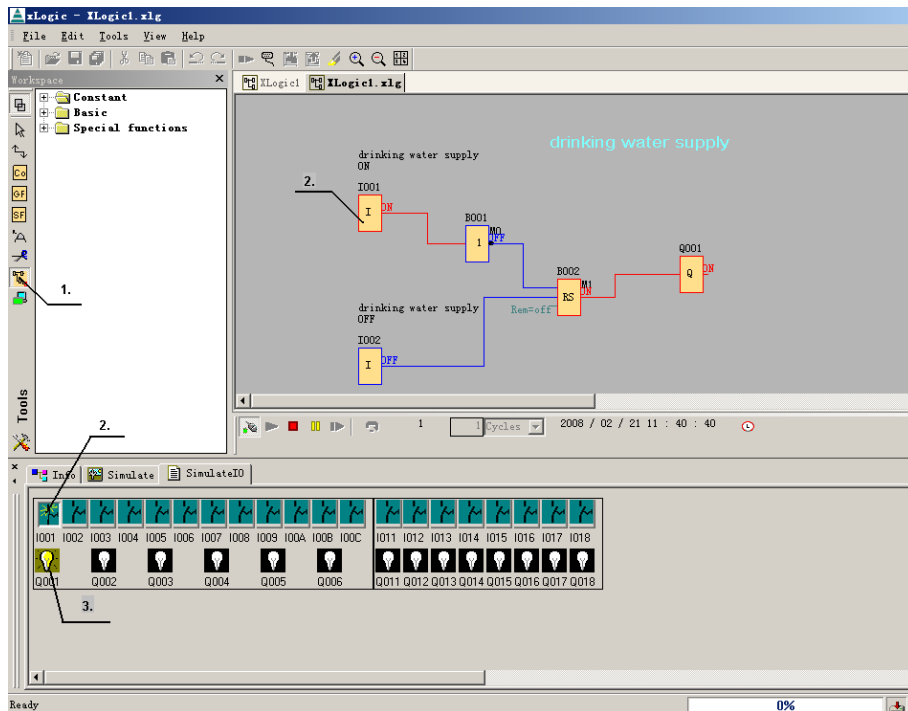 xLogic - XLogic1.xlg
File Edit Tools View Help
Workspace ×
XLogic1 XLogic1.xlg
Constant
Basic
Special functions
Co
GF
SF
Tools
1.
drinking water supply
drinking water supply
ON
2.
I001
I ON
B001
1 M0
OFF
Q001
Q ON
B002
RS M1
ON
Rem=off
drinking water supply
OFF
I002
I OFF
1 1 Cycles 2008 / 02 / 21 11 : 40 : 40
2.
Info Simulate SimulateIO
I001 I002 I003 I004 I005 I006 I007 I008 I009 I00A I00B I00C I011 I012 I013 I014 I015 I016 I017 I018
Q001 Q002 Q003 Q004 Q005 Q006 Q011 Q012 Q013 Q014 Q015 Q016 Q017 Q018
3.
Ready 0%